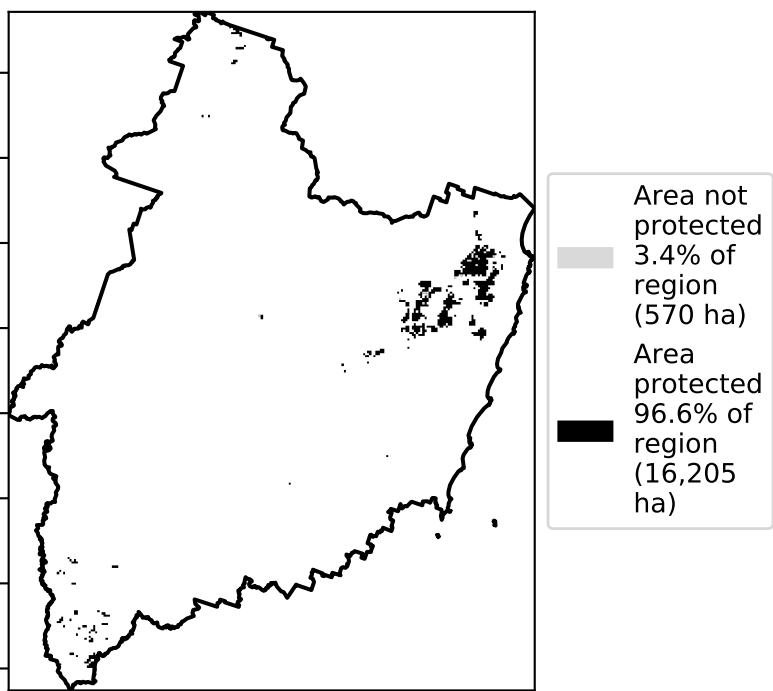 Area not
protected
3.4% of
region
(570 ha)
Area
protected
96.6% of
region
(16,205
ha)